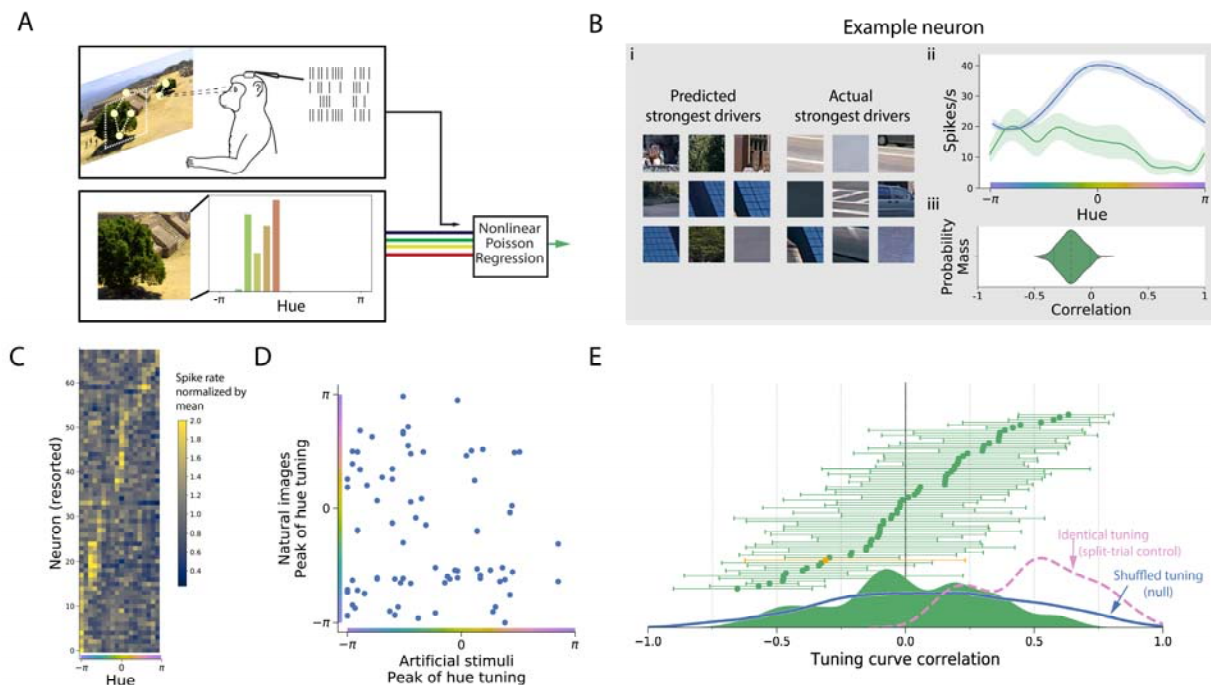 A
-π
π
Hue
Nonlinear
Poisson
Regression
B
Example neuron
i
Predicted
strongest drivers
Actual
strongest drivers
ii
Spikes/s
40
30
20
10
0
−π
0
π
Hue
iii
Probability
Mass
-1
-0.5
0
0.5
1
Correlation
C
Neuron (resorted)
60
50
40
30
20
10
0
−π
0
π
Hue
Spike rate
normalized by
mean
2.0
1.8
1.6
1.4
1.2
1.0
0.8
0.6
0.4
D
Natural images
Peak of hue tuning
π
0
−π
−π
0
π
Artificial stimuli
Peak of hue tuning
E
Identical tuning
(split-trial control)
Shuffled tuning
(null)
−1.0
−0.5
0.0
0.5
1.0
Tuning curve correlation